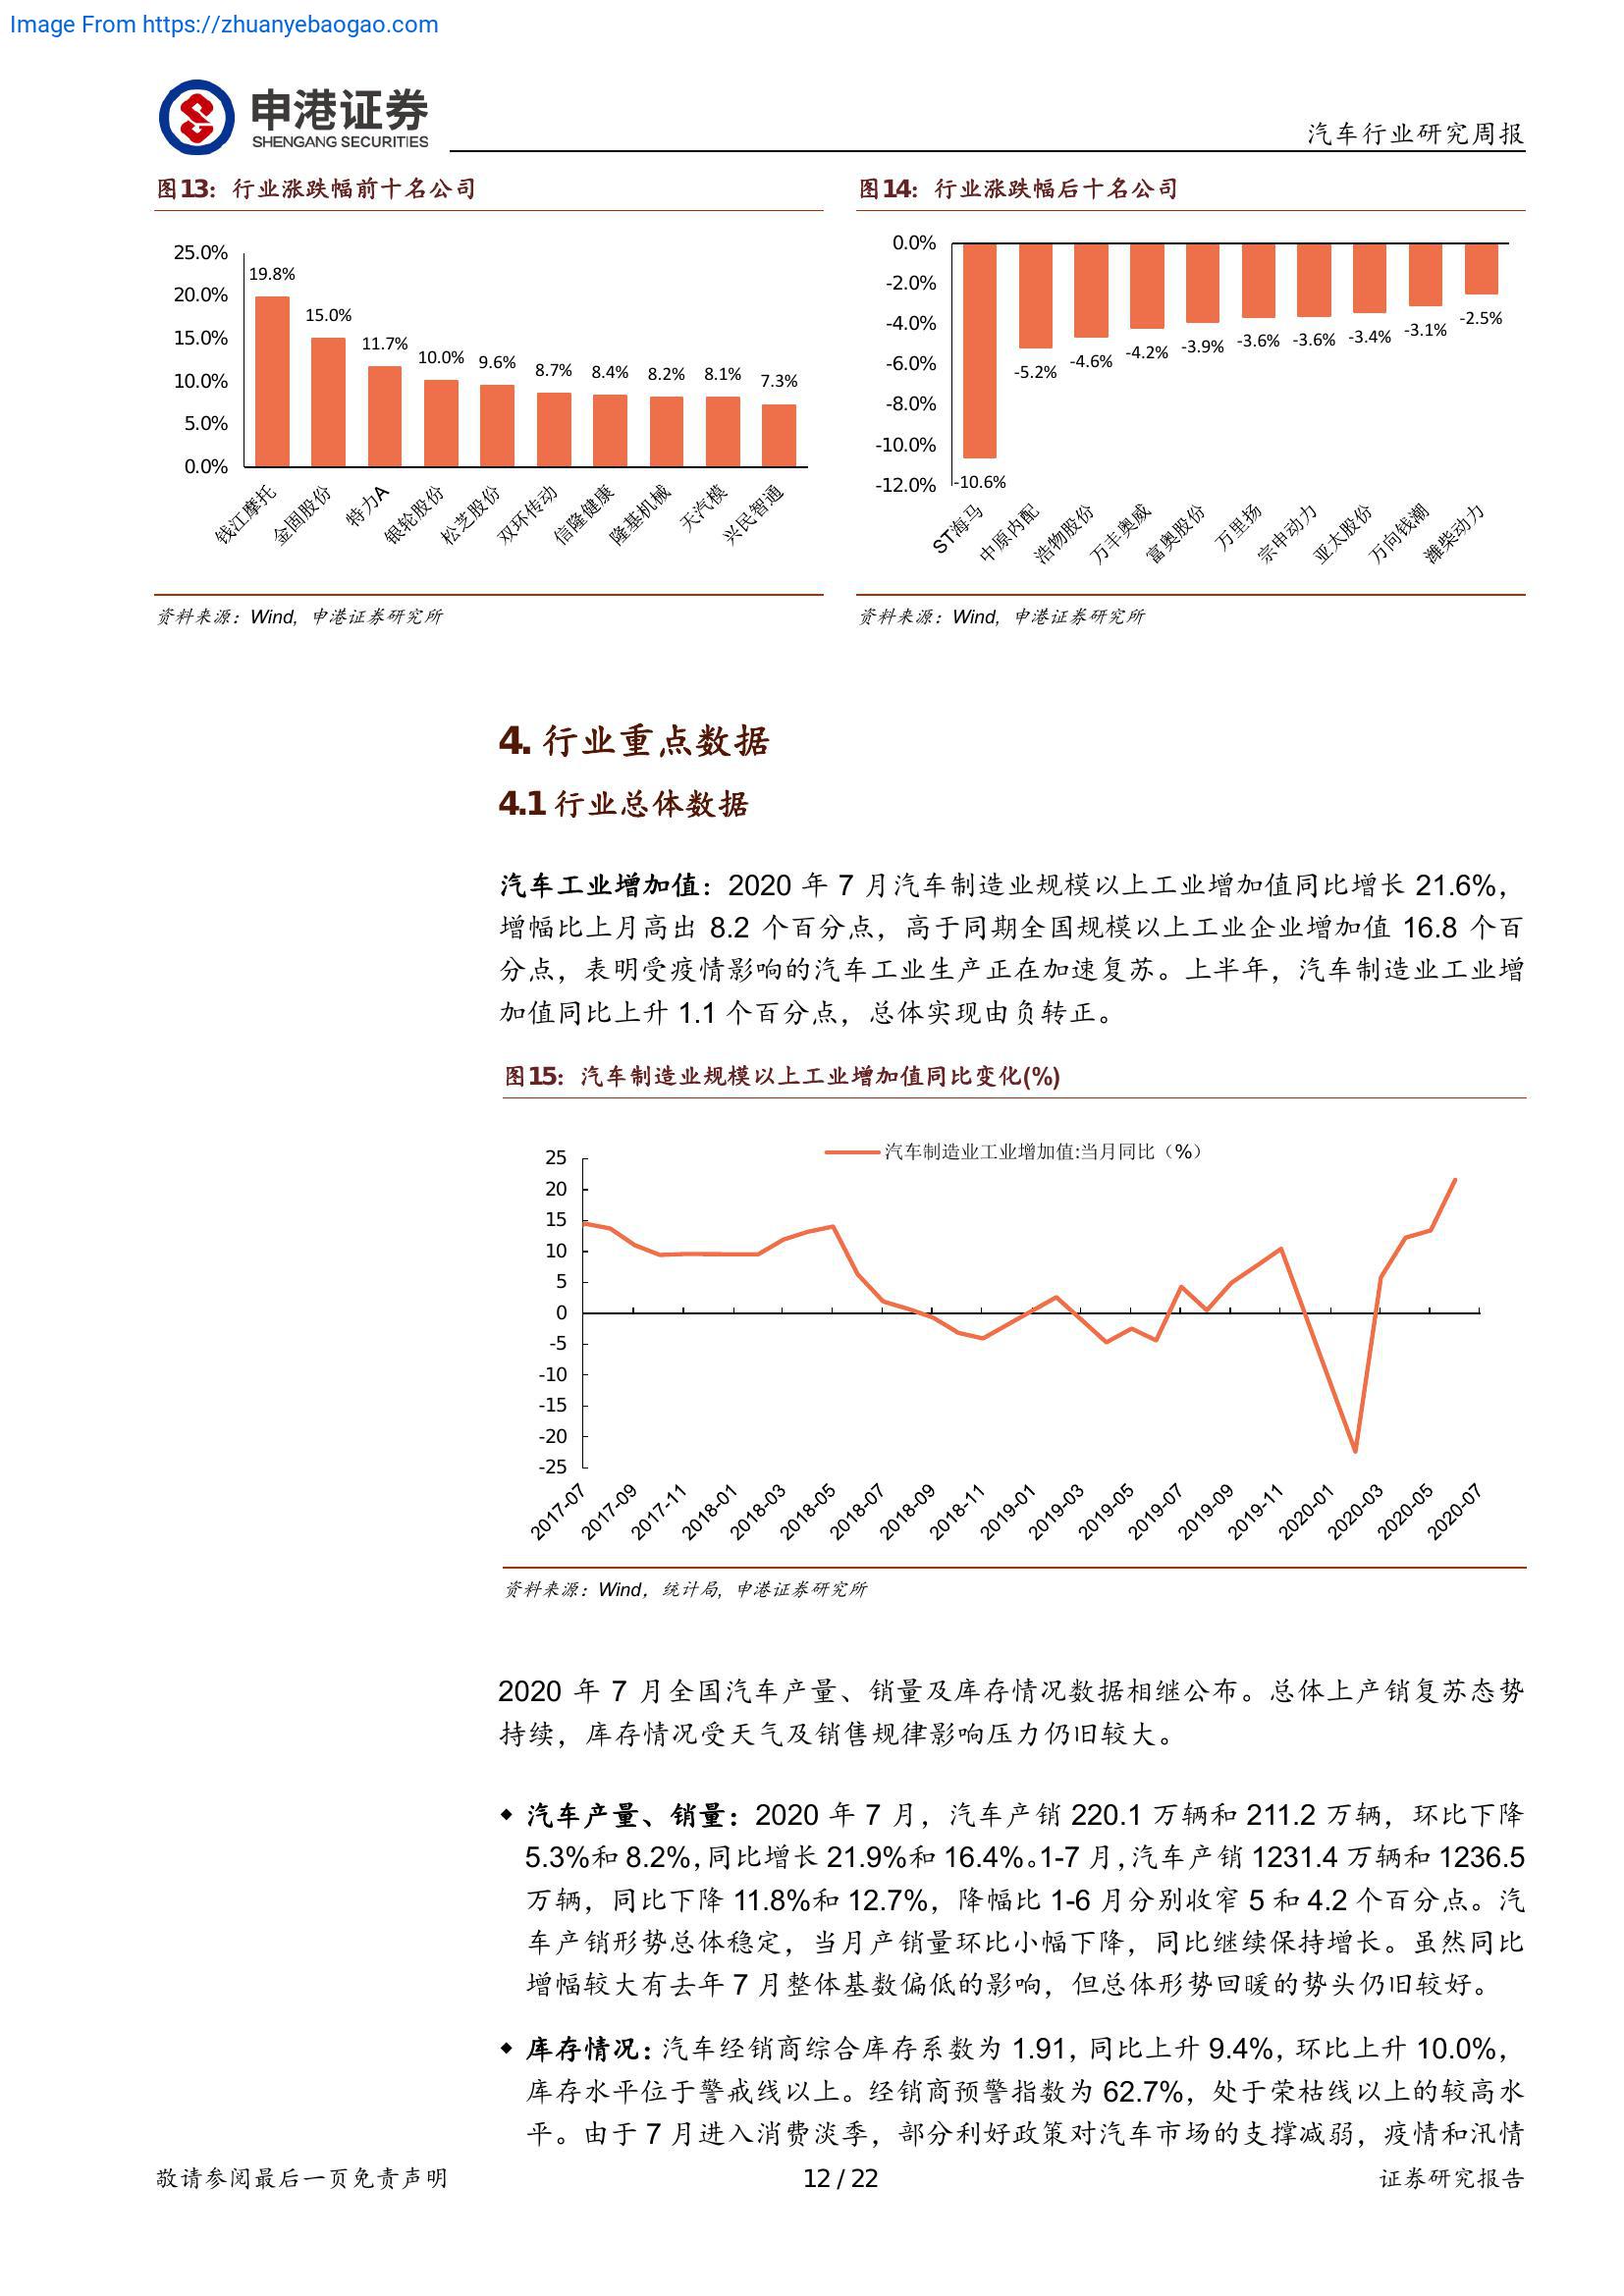 Image From https://zhuanyebaogao.com
申港证券
SHENGANG SECURITIES
汽车行业研究周报
图13：行业涨跌幅前十名公司
25.0%
20.0%
15.0%
10.0%
5.0%
0.0%
19.8%
15.0%
11.7%
10.0%
9.6%
8.7%
8.4%
8.2%
8.1%
7.3%
钱江摩托
金固股份
特力A
银轮股份
松芝股份
双环传动
信隆健康
隆基机械
天汽模
兴民智通
资料来源：Wind, 申港证券研究所
图14：行业涨跌幅后十名公司
0.0%
-2.0%
-4.0%
-6.0%
-8.0%
-10.0%
-12.0%
-10.6%
-5.2%
-4.6%
-4.2%
-3.9%
-3.6%
-3.6%
-3.4%
-3.1%
-2.5%
ST海马
中原内配
浩物股份
万丰奥威
富奥股份
万里扬
宗申动力
亚太股份
万向钱潮
潍柴动力
资料来源：Wind, 申港证券研究所
4. 行业重点数据
4.1 行业总体数据
汽车工业增加值：2020 年 7 月汽车制造业规模以上工业增加值同比增长 21.6%，
增幅比上月高出 8.2 个百分点，高于同期全国规模以上工业企业增加值 16.8 个百
分点，表明受疫情影响的汽车工业生产正在加速复苏。上半年，汽车制造业工业增
加值同比上升 1.1 个百分点，总体实现由负转正。
图15：汽车制造业规模以上工业增加值同比变化(%)
汽车制造业工业增加值:当月同比（%）
25
20
15
10
5
0
-5
-10
-15
-20
-25
2017-07
2017-09
2017-11
2018-01
2018-03
2018-05
2018-07
2018-09
2018-11
2019-01
2019-03
2019-05
2019-07
2019-09
2019-11
2020-01
2020-03
2020-05
2020-07
资料来源：Wind，统计局, 申港证券研究所
2020 年 7 月全国汽车产量、销量及库存情况数据相继公布。总体上产销复苏态势
持续，库存情况受天气及销售规律影响压力仍旧较大。
◆ 汽车产量、销量：2020 年 7 月，汽车产销 220.1 万辆和 211.2 万辆，环比下降
5.3%和 8.2%，同比增长 21.9%和 16.4%。1-7 月，汽车产销 1231.4 万辆和 1236.5
万辆，同比下降 11.8%和 12.7%，降幅比 1-6 月分别收窄 5 和 4.2 个百分点。汽
车产销形势总体稳定，当月产销量环比小幅下降，同比继续保持增长。虽然同比
增幅较大有去年 7 月整体基数偏低的影响，但总体形势回暖的势头仍旧较好。
◆ 库存情况：汽车经销商综合库存系数为 1.91，同比上升 9.4%，环比上升 10.0%，
库存水平位于警戒线以上。经销商预警指数为 62.7%，处于荣枯线以上的较高水
平。由于 7 月进入消费淡季，部分利好政策对汽车市场的支撑减弱，疫情和汛情
敬请参阅最后一页免责声明
12 / 22
证券研究报告